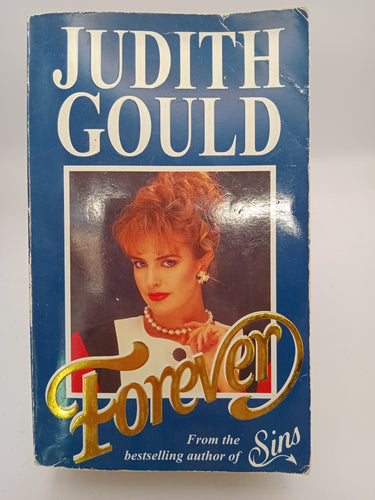 JUDITH
GOULD
Forever
From the
bestselling author of Sins